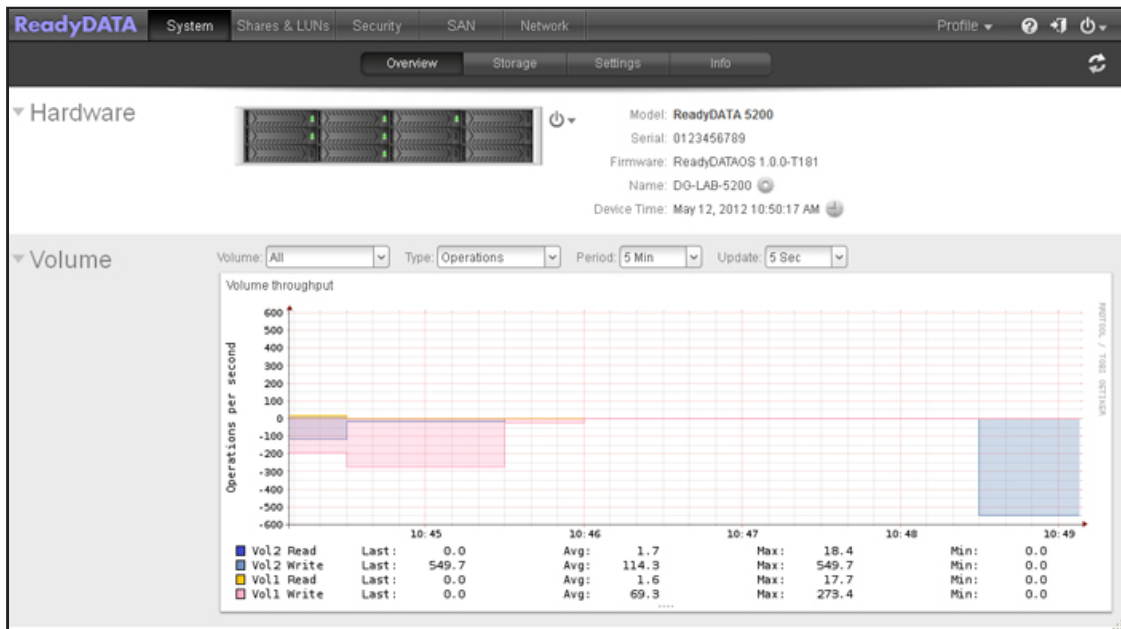 ReadyDATA System Shares & LUNs Security SAN Network Profile
Overview Storage Settings Info
Hardware
Model: ReadyDATA 5200
Serial: 0123456789
Firmware: ReadyDATAOS 1.0.0-T181
Name: DG-LAB-5200
Device Time: May 12, 2012 10:50:17 AM
Volume
Volume: All Type: Operations Period: 5 Min Update: 5 Sec
Volume throughput
Operations per second
600
500
400
300
200
100
0
-100
-200
-300
-400
-500
-600
10:45 10:46 10:47 10:48 10:49
RRDTOOL / TOBI OETIKER
Vol2 Read Last: 0.0 Avg: 1.7 Max: 18.4 Min: 0.0
Vol2 Write Last: 549.7 Avg: 114.3 Max: 549.7 Min: 0.0
Vol1 Read Last: 0.0 Avg: 1.6 Max: 17.7 Min: 0.0
Vol1 Write Last: 0.0 Avg: 69.3 Max: 273.4 Min: 0.0